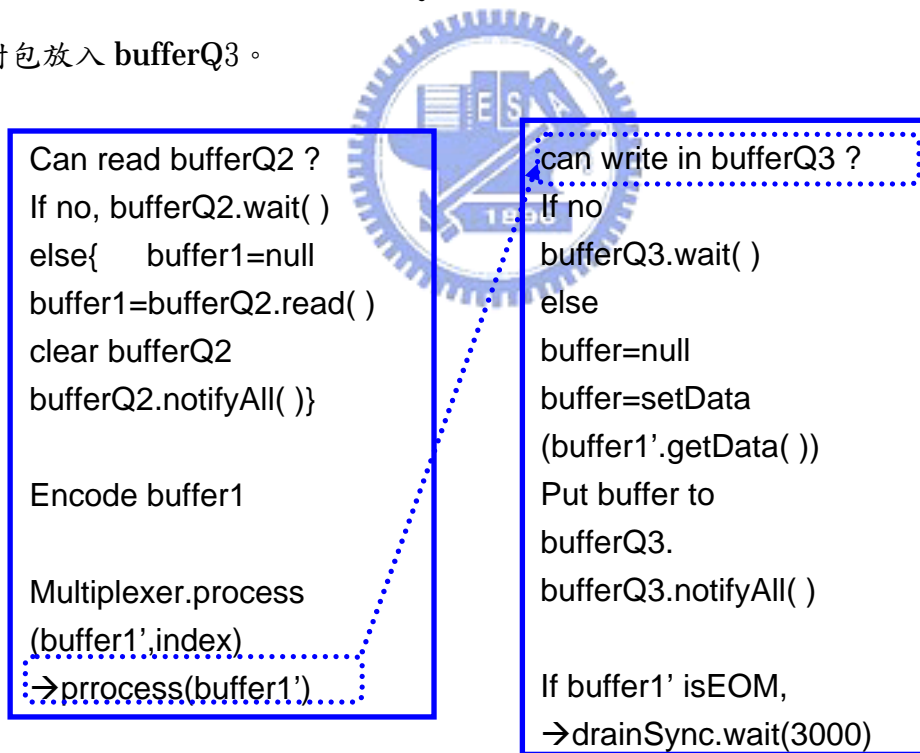 包放入 bufferQ3。
Can read bufferQ2 ?
If no, bufferQ2.wait( )
else{ buffer1=null
buffer1=bufferQ2.read( )
clear bufferQ2
bufferQ2.notifyAll( )}
Encode buffer1
Multiplexer.process
(buffer1’,index)
→prrocess(buffer1’)
can write in bufferQ3 ?
If no
bufferQ3.wait( )
else
buffer=null
buffer=setData
(buffer1’.getData( ))
Put buffer to
bufferQ3.
bufferQ3.notifyAll( )
If buffer1’ isEOM,
→drainSync.wait(3000)
E S
1896